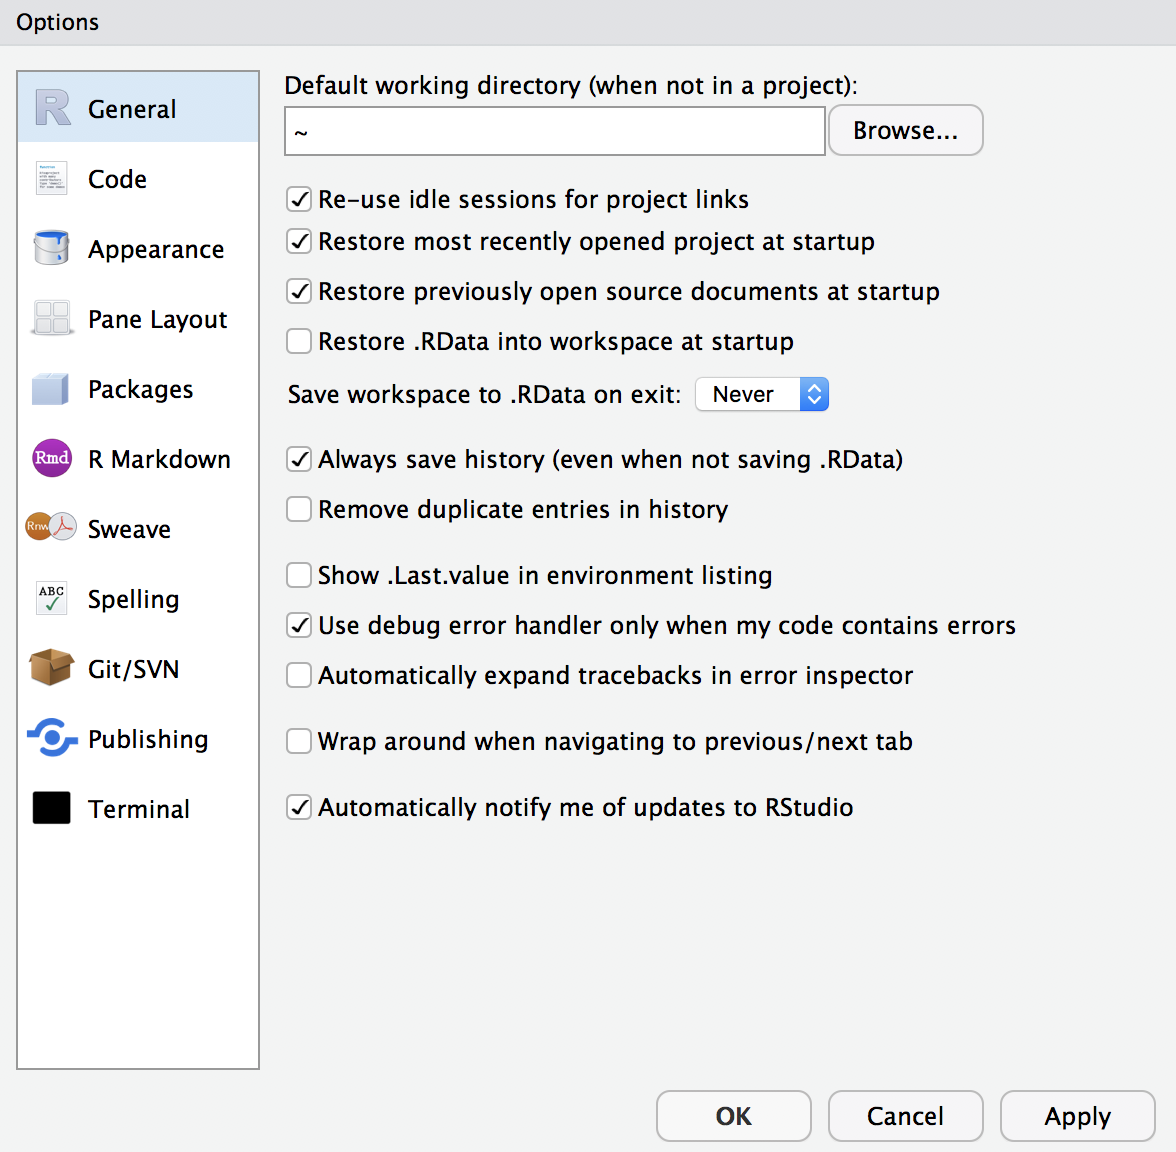 Options
General
Code
Appearance
Pane Layout
Packages
Rmd
R Markdown
Rnw
Sweave
ABC
Spelling
Git/SVN
Publishing
Terminal
Default working directory (when not in a project):
~
Browse...
Re-use idle sessions for project links
Restore most recently opened project at startup
Restore previously open source documents at startup
Restore .RData into workspace at startup
Save workspace to .RData on exit: Never
Always save history (even when not saving .RData)
Remove duplicate entries in history
Show .Last.value in environment listing
Use debug error handler only when my code contains errors
Automatically expand tracebacks in error inspector
Wrap around when navigating to previous/next tab
Automatically notify me of updates to RStudio
OK Cancel Apply